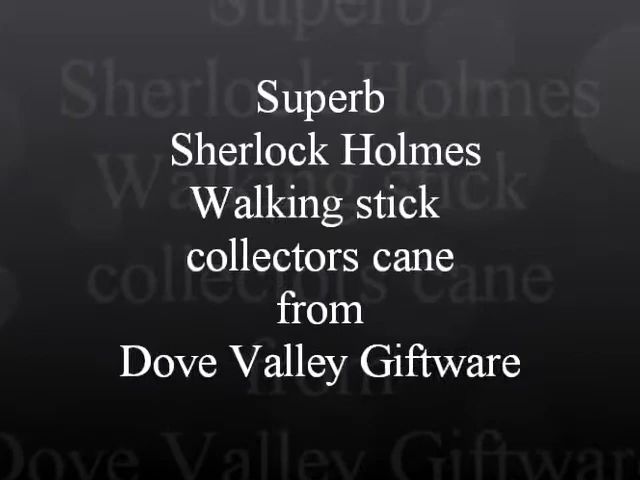 Superb
Sherlock Holmes
Walking stick
collectors cane
from
Dove Valley Giftware